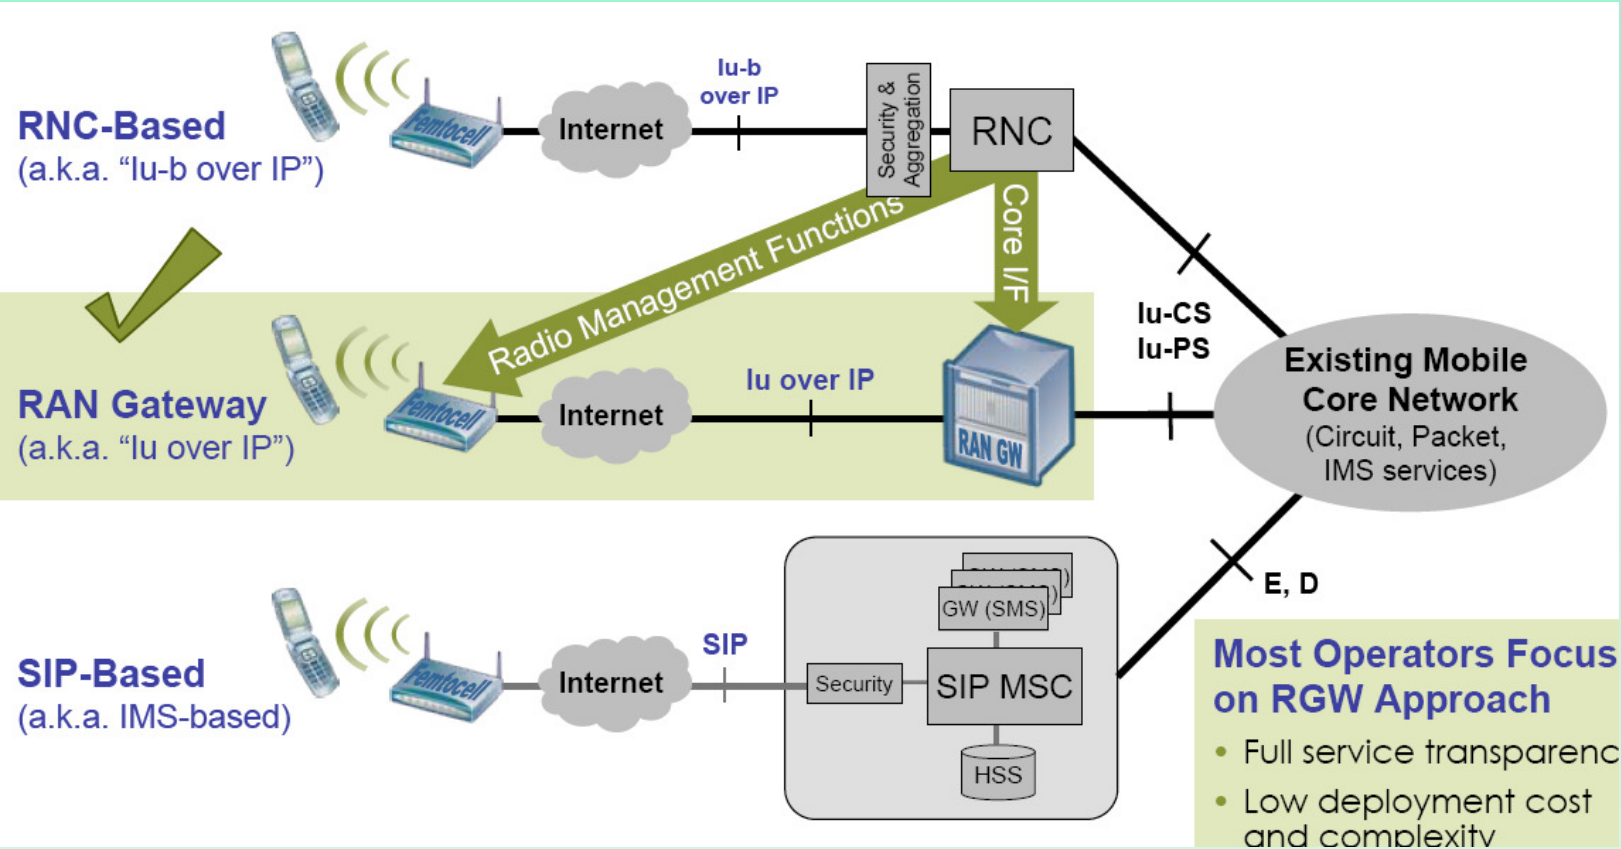 Iu-b
over IP
RNC-Based
(a.k.a. “Iu-b over IP”)
Femtocell
Internet
Security &
Aggregation
RNC
Radio Management Functions
Core I/F
Iu-CS
Iu-PS
RAN Gateway
(a.k.a. “Iu over IP”)
Femtocell
Internet
Iu over IP
RAN GW
Existing Mobile
Core Network
(Circuit, Packet,
IMS services)
E, D
SIP-Based
(a.k.a. IMS-based)
Femtocell
Internet
SIP
Security
GW (SMS)
SIP MSC
HSS
Most Operators Focus
on RGW Approach
• Full service transparenc
• Low deployment cost
and complexity